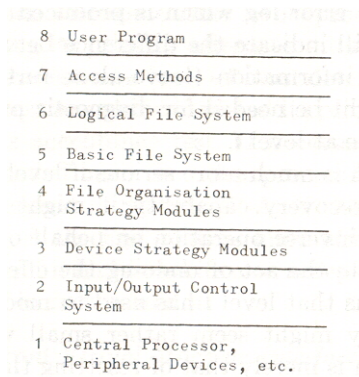 8 User Program
7 Access Methods
6 Logical File System
5 Basic File System
4 File Organisation
Strategy Modules
3 Device Strategy Modules
2 Input/Output Control
System
1 Central Processor,
Peripheral Devices, etc.